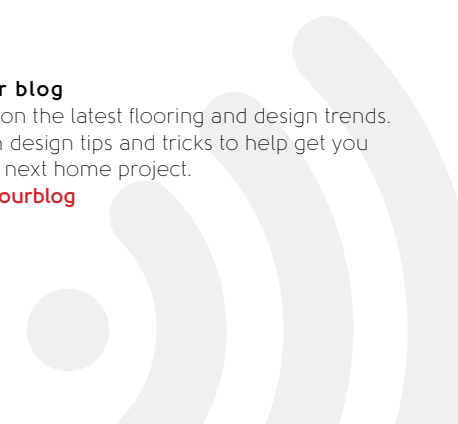 r blog
on the latest flooring and design trends.
design tips and tricks to help get you
next home project.
ourblog